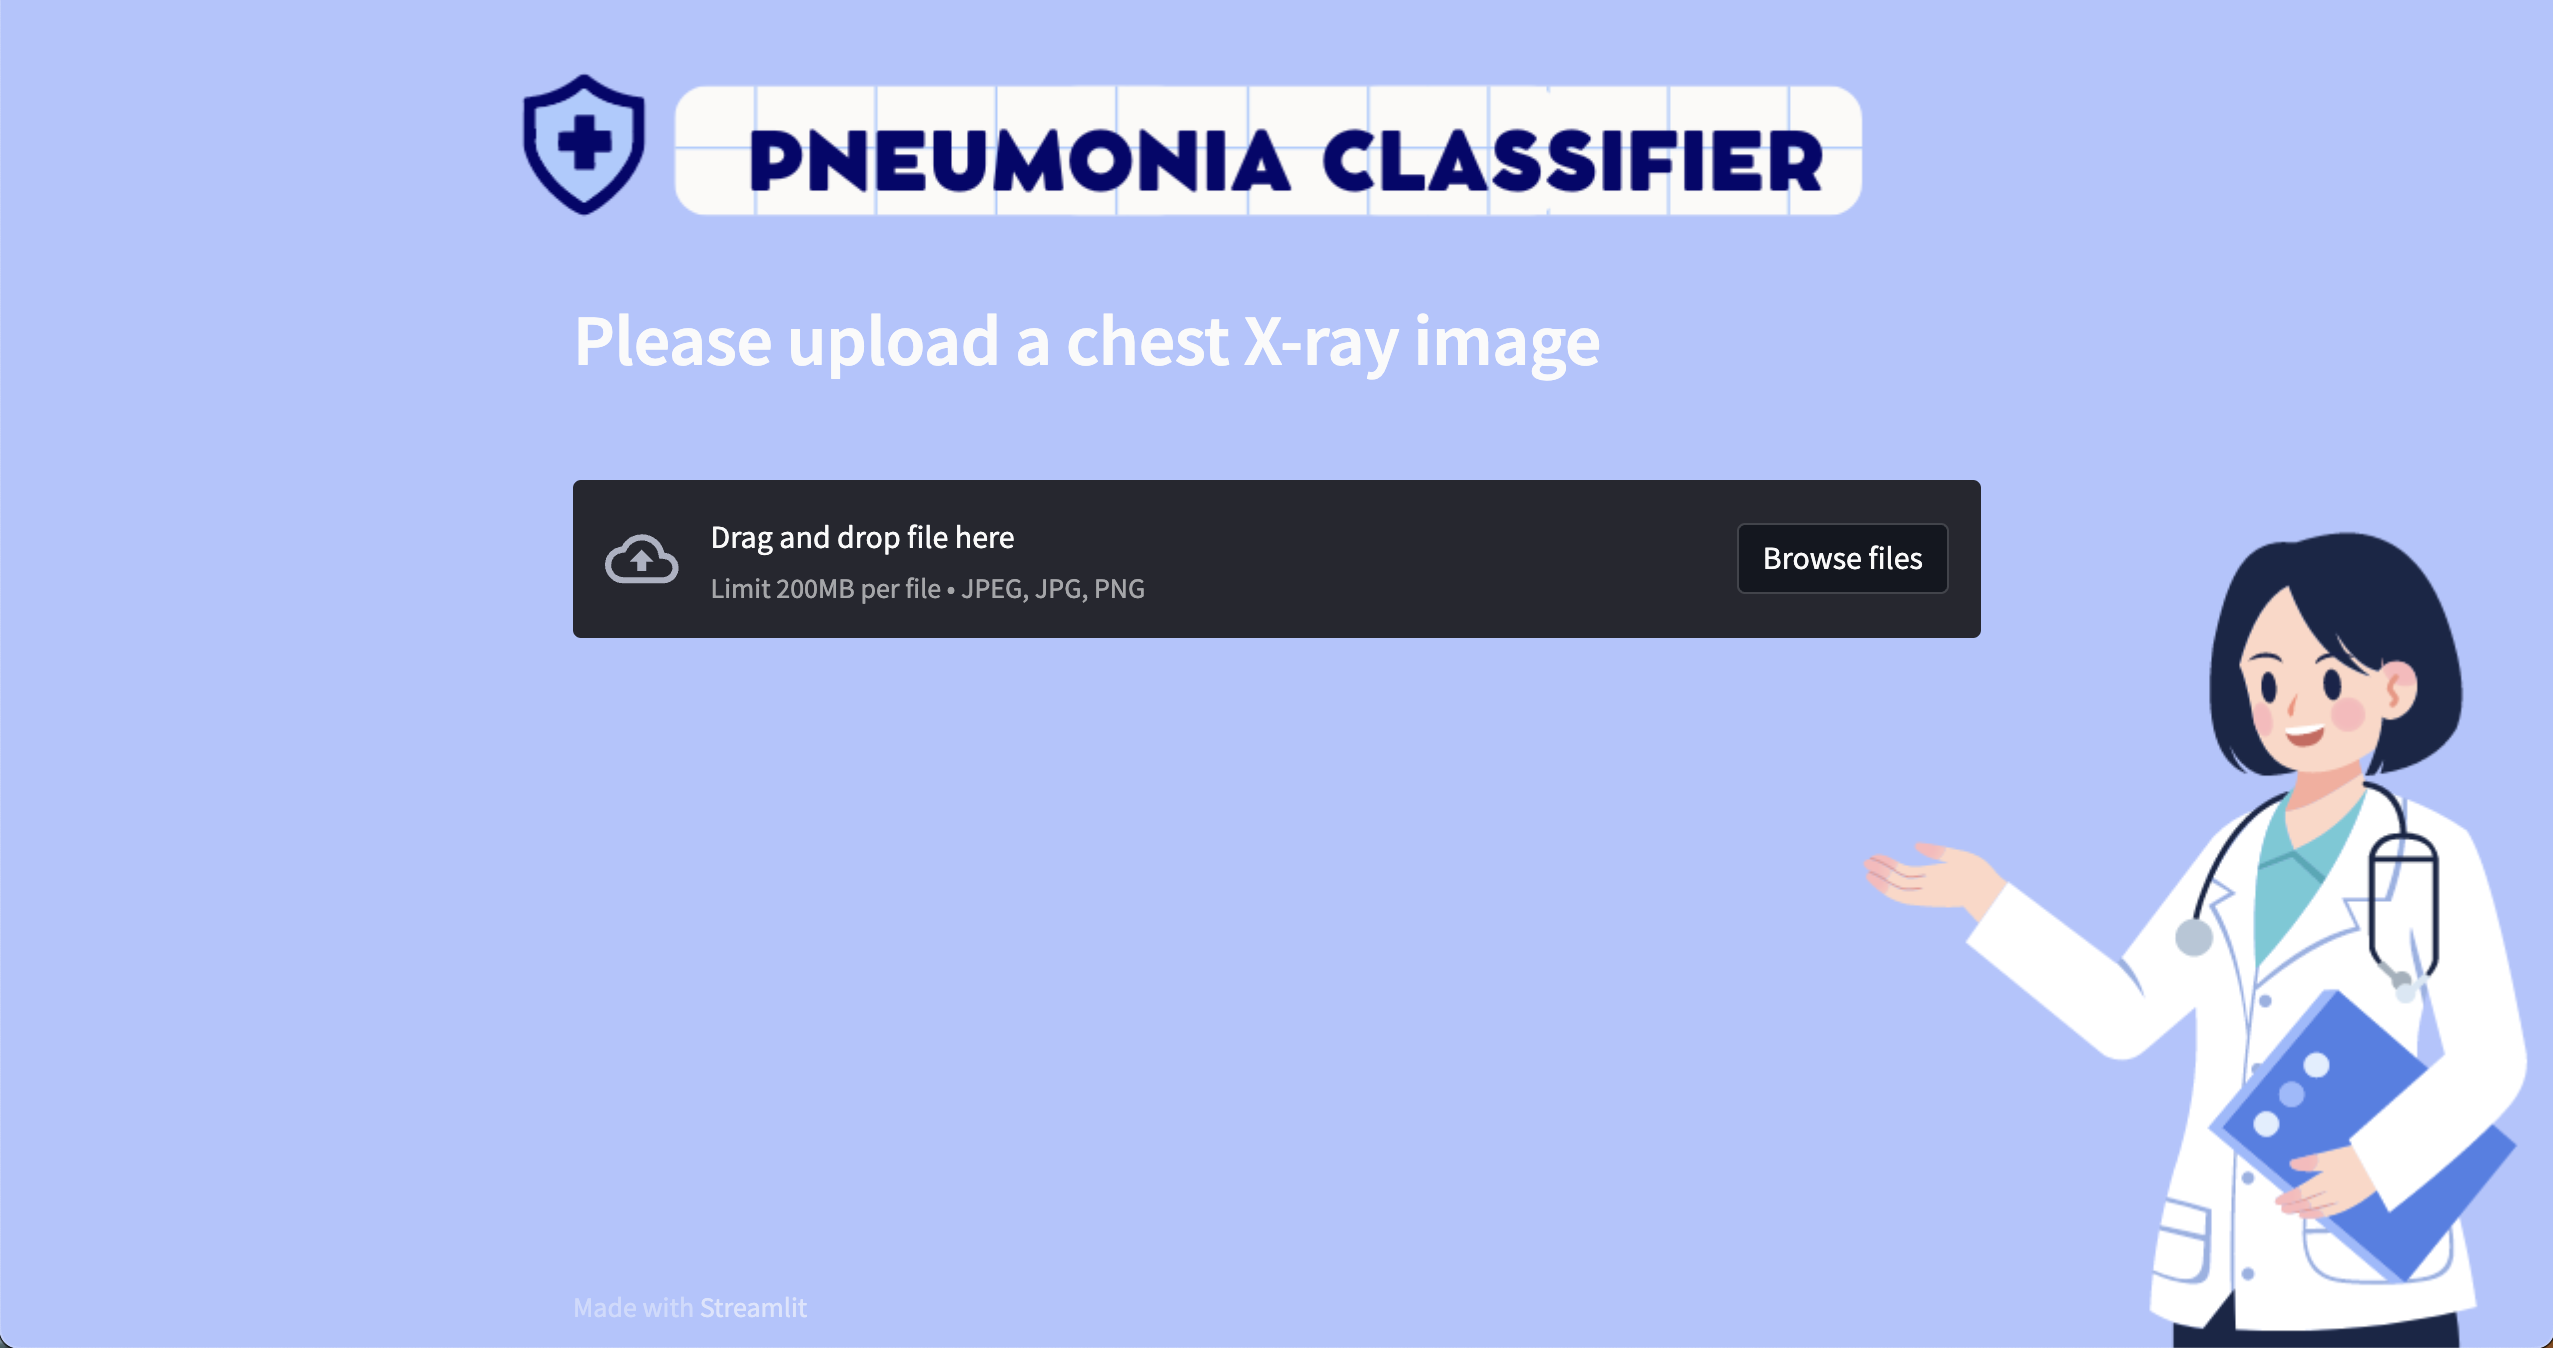 PNEUMONIA CLASSIFIER
Please upload a chest X-ray image
Drag and drop file here
Limit 200MB per file • JPEG, JPG, PNG
Browse files
Made with Streamlit